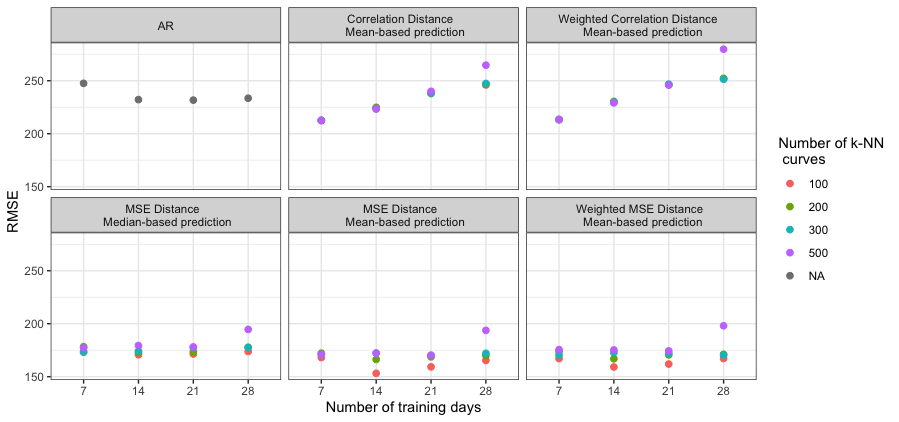 AR
Correlation Distance
Mean-based prediction
Weighted Correlation Distance
Mean-based prediction
250
200
150
MSE Distance
Median-based prediction
MSE Distance
Mean-based prediction
Weighted MSE Distance
Mean-based prediction
250
200
150
7
14
21
28
7
14
21
28
7
14
21
28
Number of training days
RMSE
Number of k-NN
curves
100
200
300
500
NA